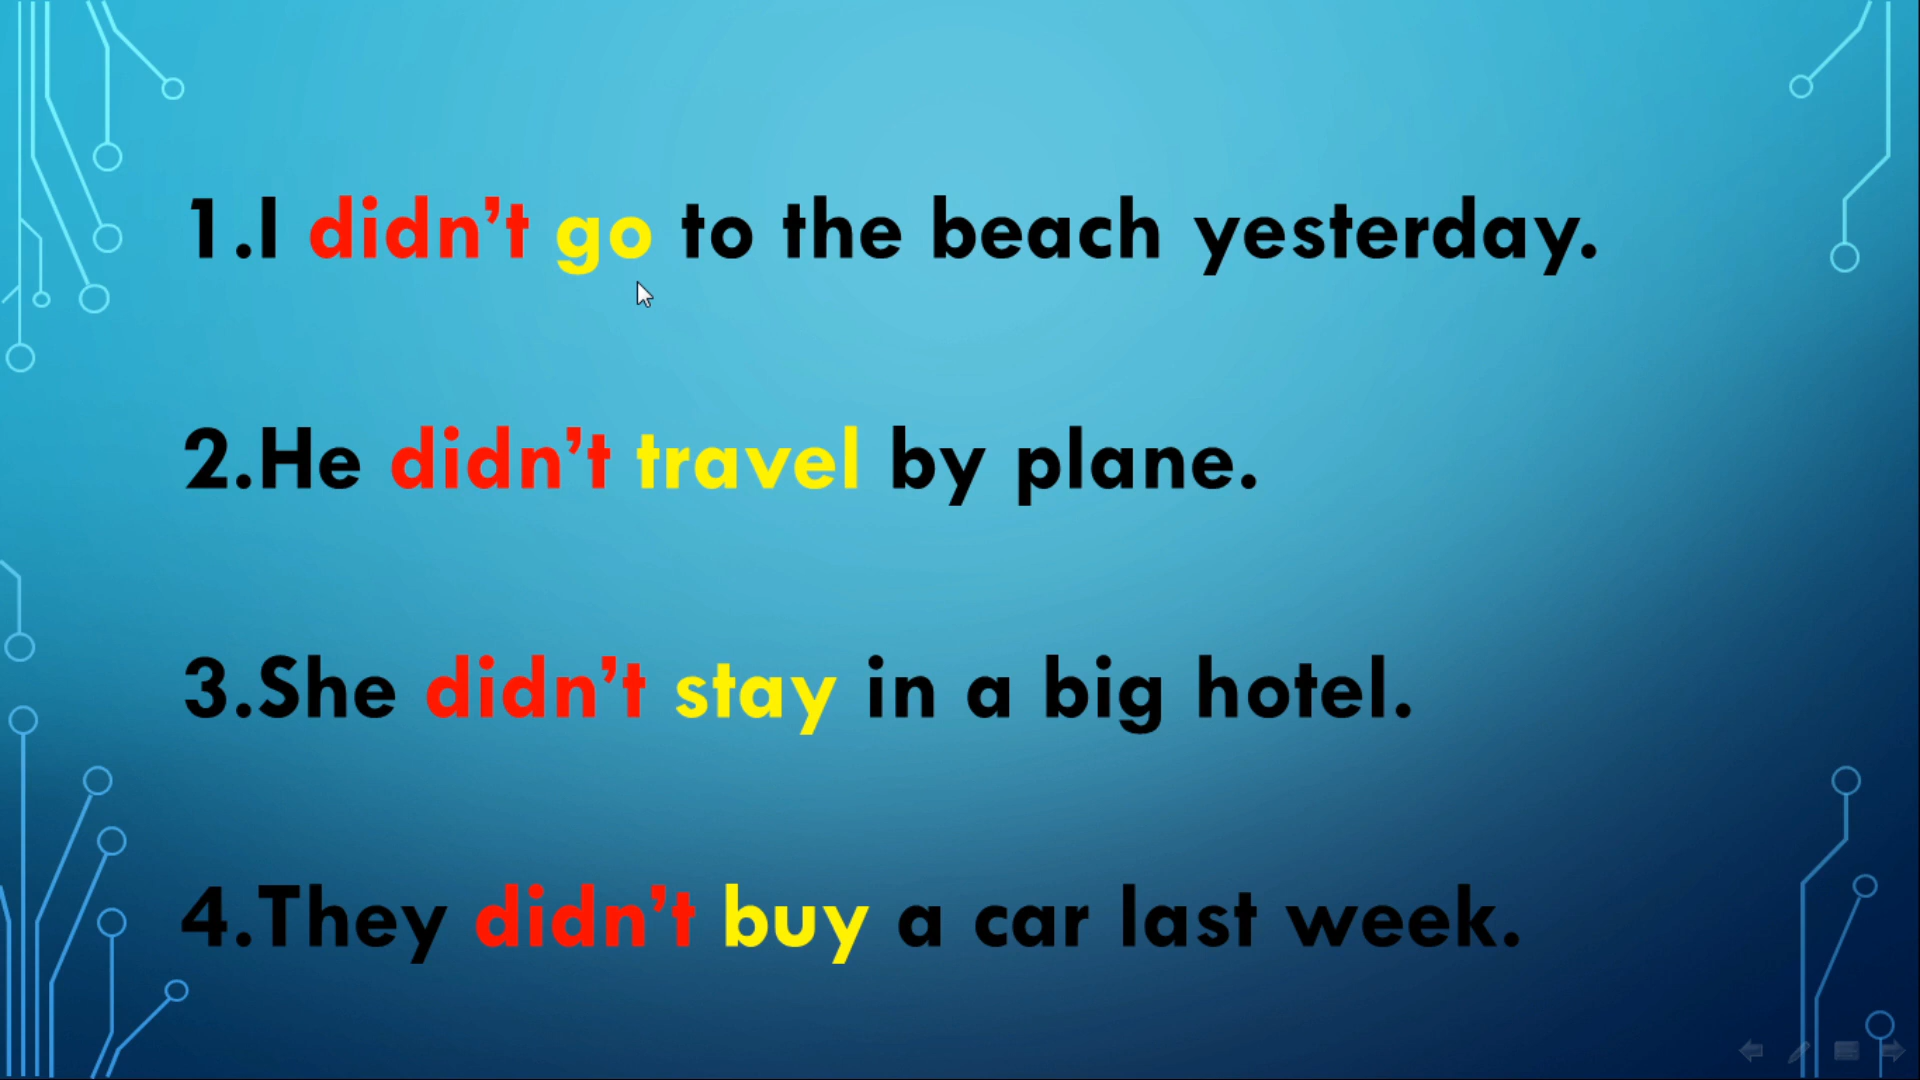 1.I didn’t go to the beach yesterday.
2.He didn’t travel by plane.
3.She didn’t stay in a big hotel.
4.They didn’t buy a car last week.